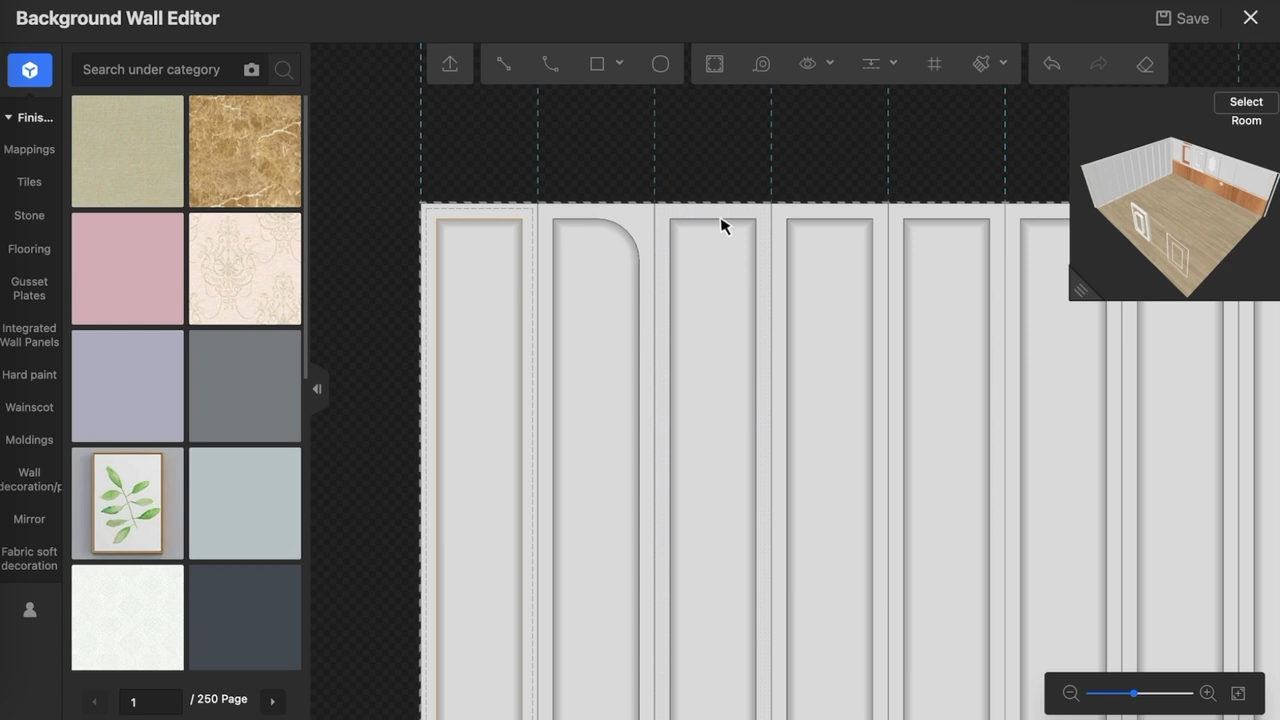 Background Wall Editor
Save
Search under category
Finis...
Mappings
Tiles
Stone
Flooring
Gusset
Plates
Integrated
Wall Panels
Hard paint
Wainscot
Moldings
Wall
decoration/p
Mirror
Fabric soft
decoration
1
/ 250 Page
Select
Room